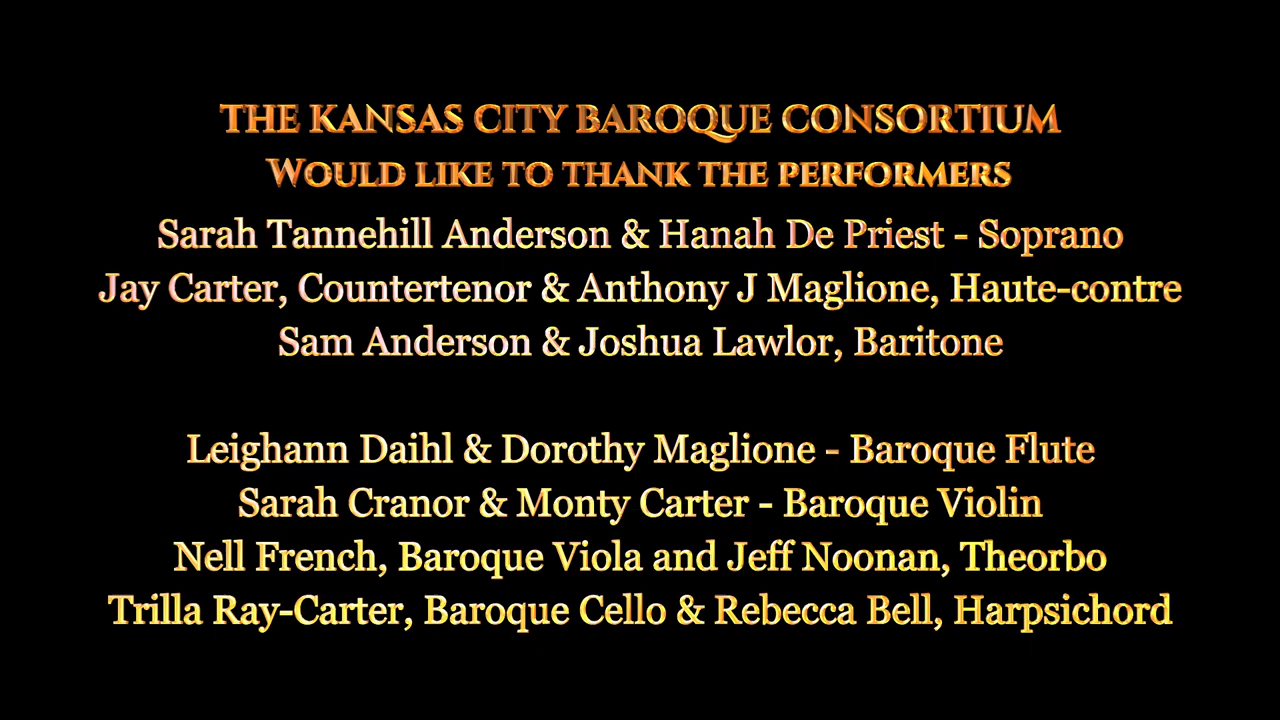 THE KANSAS CITY BAROQUE CONSORTIUM
WOULD LIKE TO THANK THE PERFORMERS
Sarah Tannehill Anderson & Hanah De Priest - Soprano
Jay Carter, Countertenor & Anthony J Maglione, Haute-contre
Sam Anderson & Joshua Lawlor, Baritone
Leighann Daihl & Dorothy Maglione - Baroque Flute
Sarah Cranor & Monty Carter - Baroque Violin
Nell French, Baroque Viola and Jeff Noonan, Theorbo
Trilla Ray-Carter, Baroque Cello & Rebecca Bell, Harpsichord